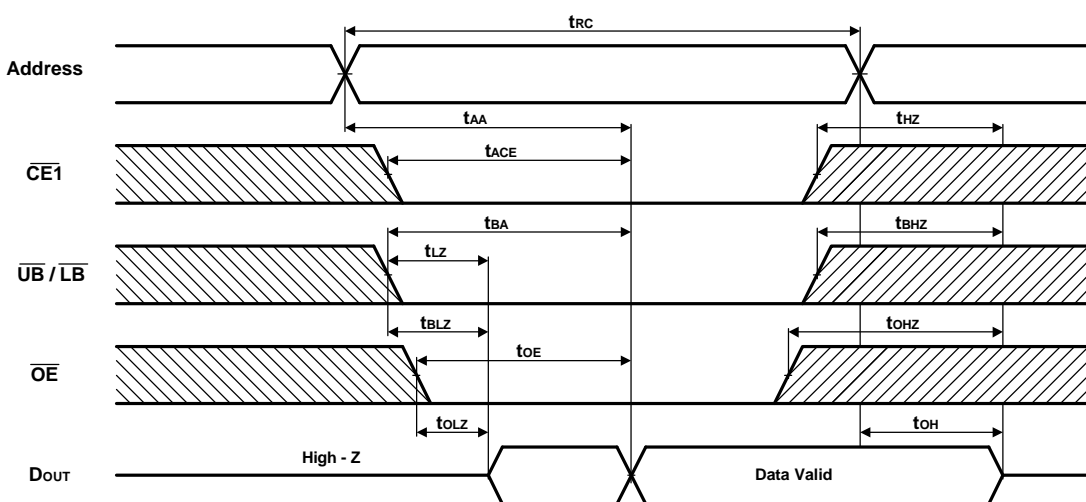 tRC
Address
tAA
tHZ
CE1
tACE
tBA
tBHZ
UB / LB
tLZ
tBLZ
tOHZ
OE
tOE
tOLZ
tOH
High - Z
DOUT
Data Valid